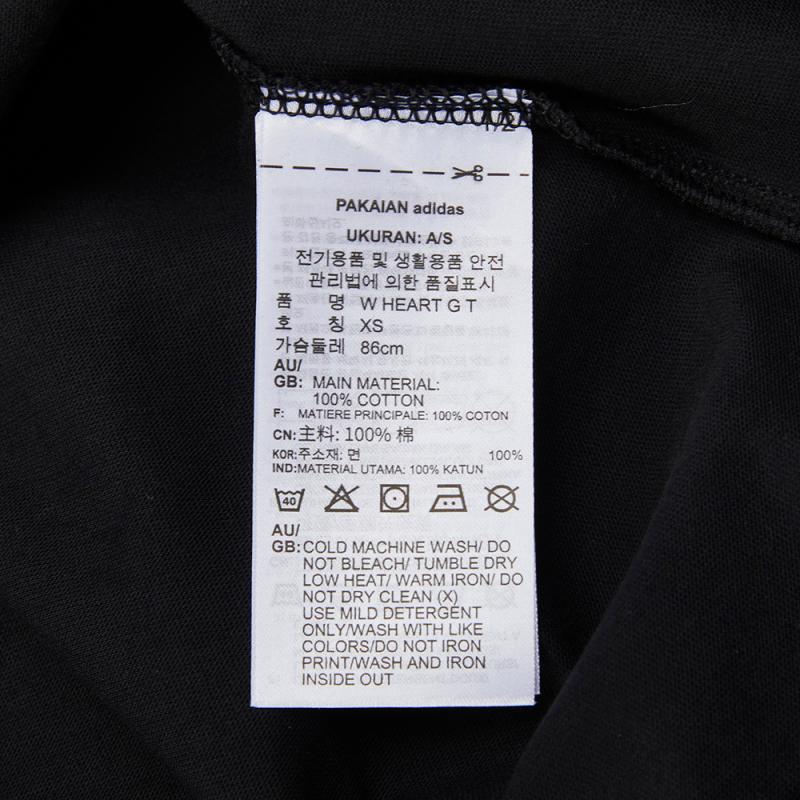 1/2
PAKAIAN adidas
UKURAN: A/S
전기용품 및 생활용품 안전
관리법에 의한 품질표시
품 명 W HEART G T
호 칭 XS
가슴둘레 86cm
AU/
GB: MAIN MATERIAL:
100% COTTON
F: MATIERE PRINCIPALE: 100% COTON
CN:主料: 100% 棉
KOR:주소재: 면 100%
IND:MATERIAL UTAMA: 100% KATUN
40
AU/
GB:COLD MACHINE WASH/ DO
NOT BLEACH/ TUMBLE DRY
LOW HEAT/ WARM IRON/ DO
NOT DRY CLEAN (X)
USE MILD DETERGENT
ONLY/WASH WITH LIKE
COLORS/DO NOT IRON
PRINT/WASH AND IRON
INSIDE OUT